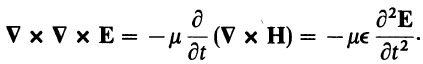 ∇ × ∇ × E = −μ ∂/∂t (∇ × H) = −με ∂²E/∂t².